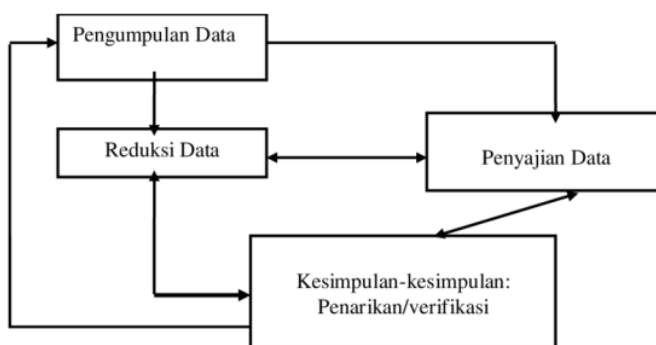 Pengumpulan Data
Reduksi Data
Penyajian Data
Kesimpulan-kesimpulan:
Penarikan/verifikasi